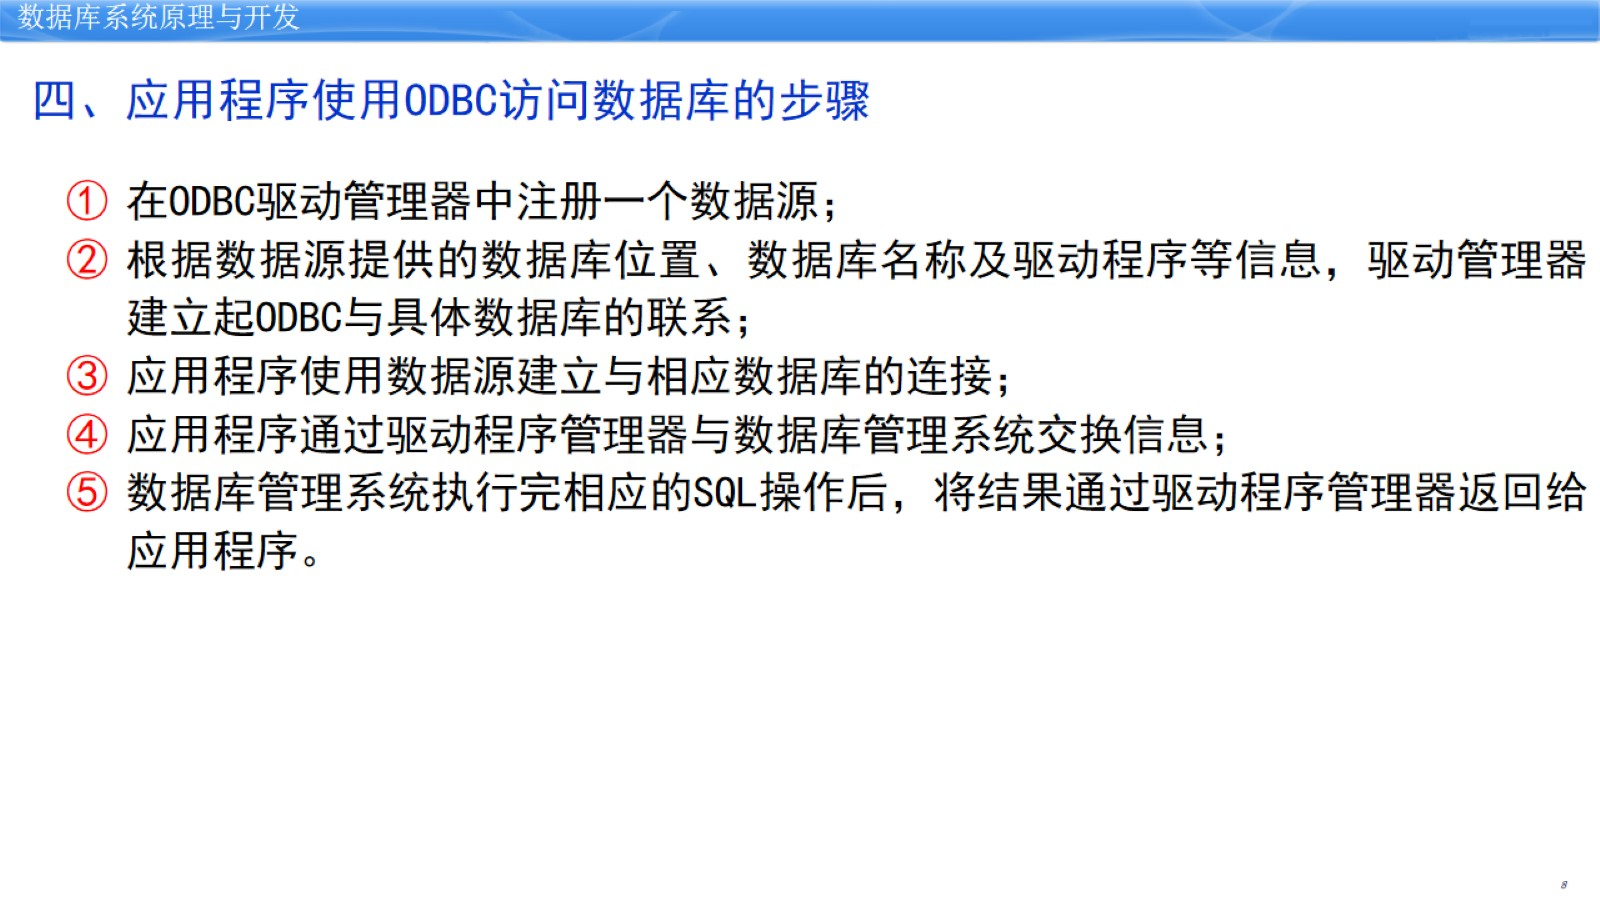 数据库系统原理与开发
四、应用程序使用ODBC访问数据库的步骤
① 在ODBC驱动管理器中注册一个数据源；
② 根据数据源提供的数据库位置、数据库名称及驱动程序等信息，驱动管理器
建立起ODBC与具体数据库的联系；
③ 应用程序使用数据源建立与相应数据库的连接；
④ 应用程序通过驱动程序管理器与数据库管理系统交换信息；
⑤ 数据库管理系统执行完相应的SQL操作后，将结果通过驱动程序管理器返回给
应用程序。
8